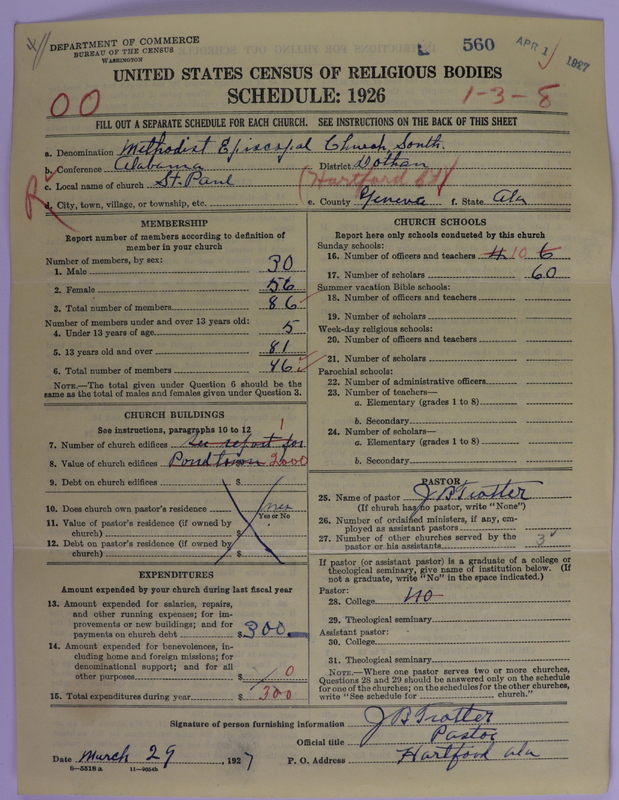 DEPARTMENT OF COMMERCE
BUREAU OF THE CENSUS
WASHINGTON
560
APR 1 1927
UNITED STATES CENSUS OF RELIGIOUS BODIES
SCHEDULE: 1926
00
1-3-8
FILL OUT A SEPARATE SCHEDULE FOR EACH CHURCH. SEE INSTRUCTIONS ON THE BACK OF THIS SHEET
a. Denomination Methodist Episcopal Church, South.
b. Conference Alabama District Dothan
c. Local name of church St. Paul (Hartford
R
d. City, town, village, or township, etc. e. County Geneva f. State Ala
MEMBERSHIP
Report number of members according to definition of member in your church
Number of members, by sex:
1. Male 30
2. Female 56
3. Total number of members 86
Number of members under and over 13 years old:
4. Under 13 years of age 5
5. 13 years old and over 81
6. Total number of members
NOTE.—The total given under Question 6 should be same as the total of males and females given under Question 3.
CHURCH BUILDINGS
See instructions, paragraphs 10 to 12
7. Number of church edifices See report for 1
8. Value of church edifices Pondtown 2000
9. Debt on church edifices $
10. Does church own pastor's residence
Yes or No
11. Value of pastor's residence (if owned by church) $
12. Debt on pastor's residence (if owned by church) $
EXPENDITURES
Amount expended by your church during last fiscal year
13. Amount expended for salaries, repairs, and other running expenses; for improvements or new buildings; and for payments on church debt $300
14. Amount expended for benevolences, including home and foreign missions; for denominational support; and for all other purposes $ 0
15. Total expenditures during year $ 300
CHURCH SCHOOLS
Report here only schools conducted by this church
Sunday schools:
16. Number of officers and teachers 10 6
17. Number of scholars 60
Summer vacation Bible schools:
18. Number of officers and teachers
19. Number of scholars
Week-day religious schools:
20. Number of officers and teachers
21. Number of scholars
Parochial schools:
22. Number of administrative officers
23. Number of teachers—
a. Elementary (grades 1 to 8)
b. Secondary
24. Number of scholars—
a. Elementary (grades 1 to 8)
b. Secondary
PASTOR
25. Name of pastor J B Trotter
(If church has no pastor, write "None")
26. Number of ordained ministers, if any, employed as assistant pastors
27. Number of other churches served by the pastor or his assistants 3
If pastor (or assistant pastor) is a graduate of a college or theological seminary, give name of institution below. (If not a graduate, write "No" in the space indicated.)
Pastor:
28. College no
29. Theological seminary
Assistant pastor:
30. College
31. Theological seminary
NOTE.—Where one pastor serves two or more churches, Questions 28 and 29 should be answered only on the schedule for one of the churches; on the schedules for the other churches, write "See schedule for church."
Signature of person furnishing information J B Trotter
Official title Pastor
Date March 29, 1927 P. O. Address Hartford Ala
8-5518a 11-9554b